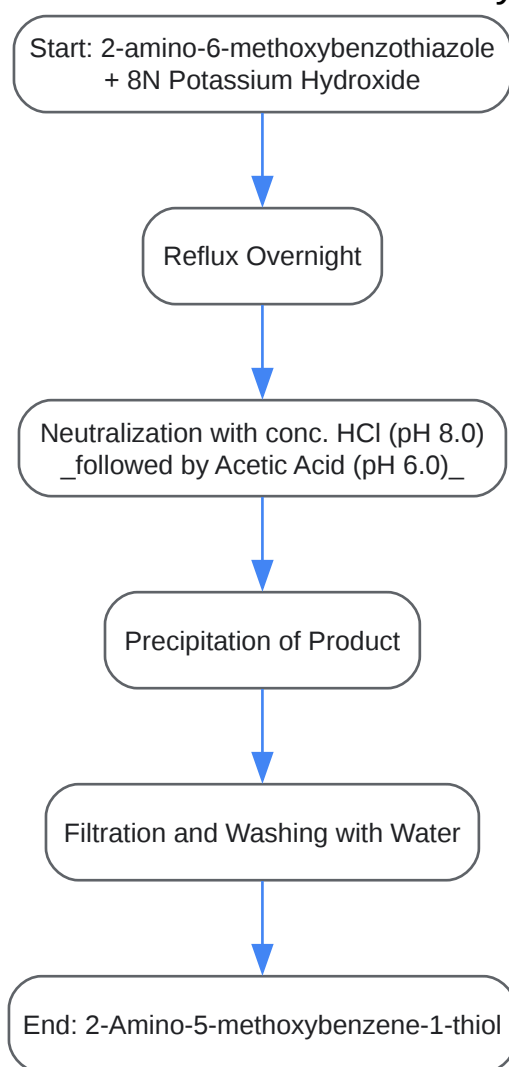 Start: 2-amino-6-methoxybenzothiazole
+ 8N Potassium Hydroxide
Reflux Overnight
Neutralization with conc. HCl (pH 8.0)
_followed by Acetic Acid (pH 6.0)_
Precipitation of Product
Filtration and Washing with Water
End: 2-Amino-5-methoxybenzene-1-thiol